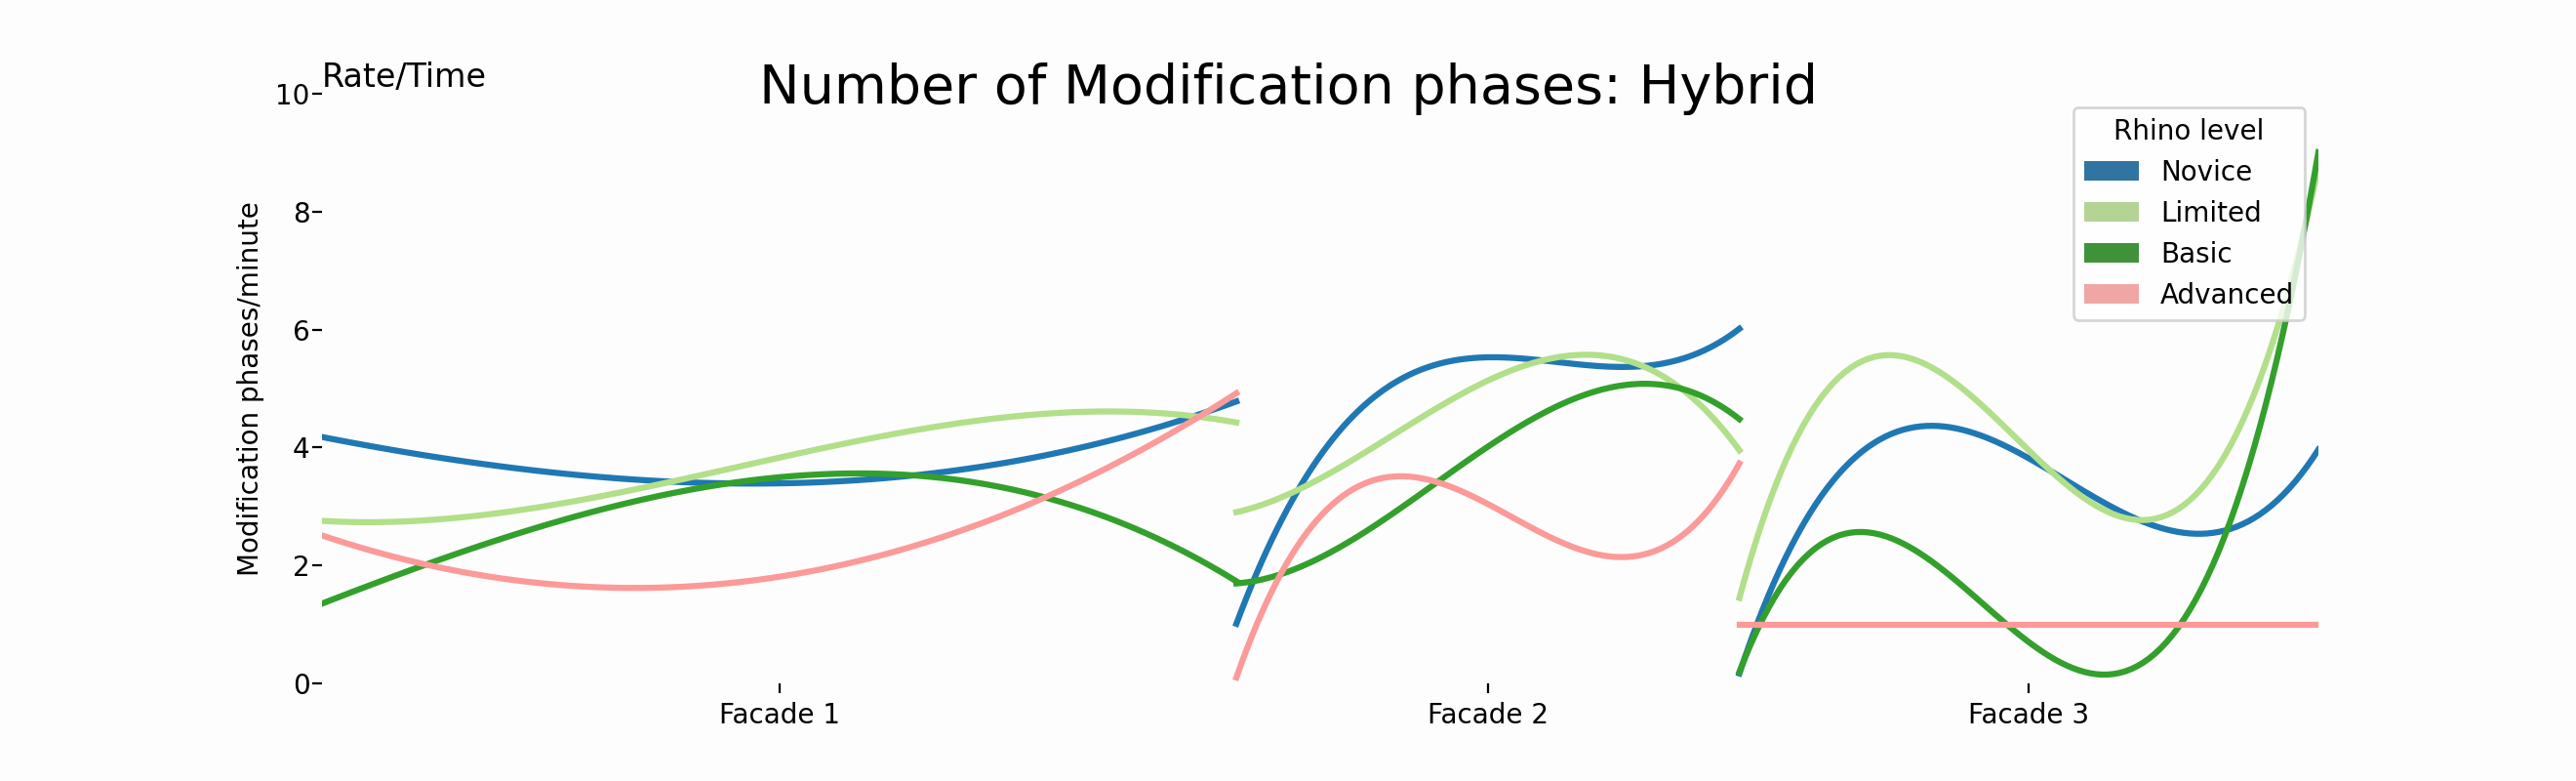 Rate/Time
Number of Modification phases: Hybrid
Modification phases/minute
10
8
6
4
2
0
Rhino level
Novice
Limited
Basic
Advanced
Facade 1
Facade 2
Facade 3